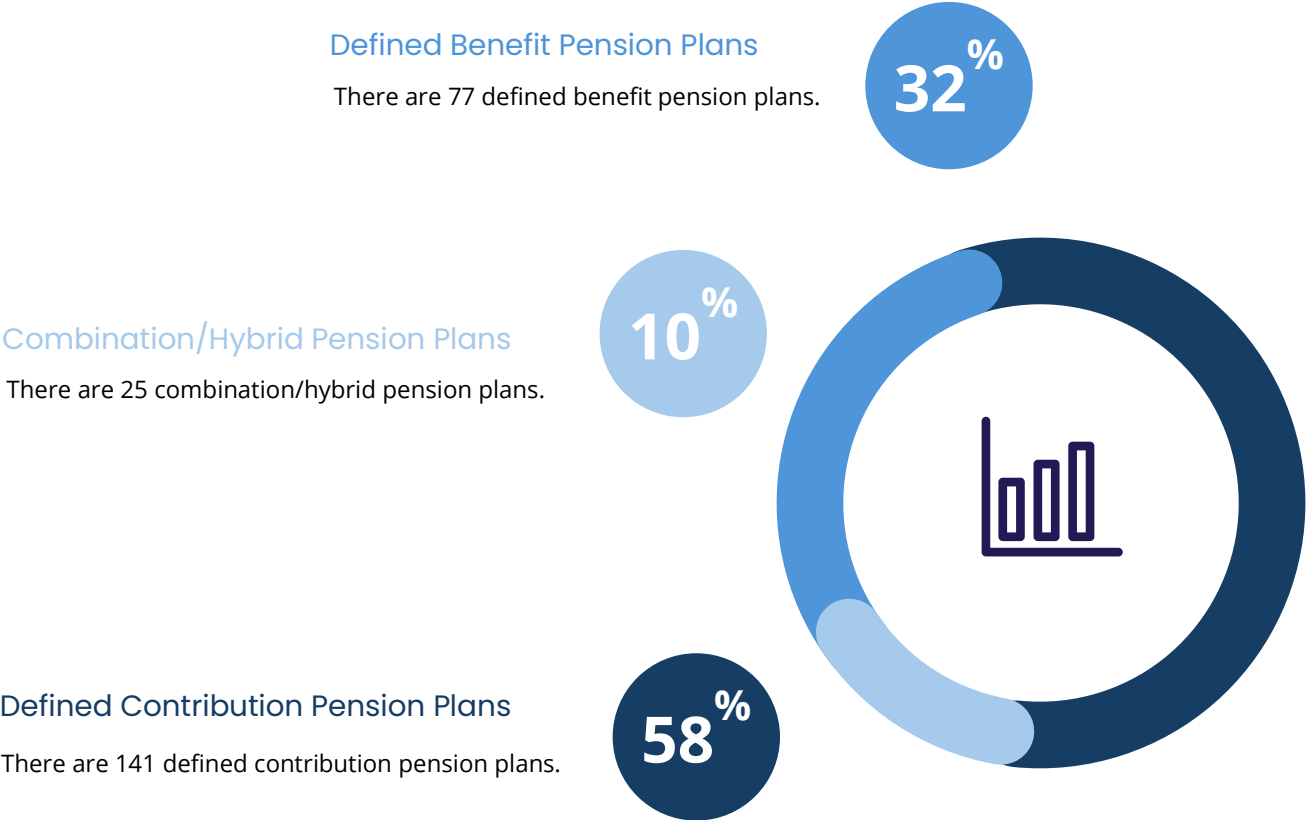 Defined Benefit Pension Plans
There are 77 defined benefit pension plans.
32%
Combination/Hybrid Pension Plans
There are 25 combination/hybrid pension plans.
10%
Defined Contribution Pension Plans
There are 141 defined contribution pension plans.
58%